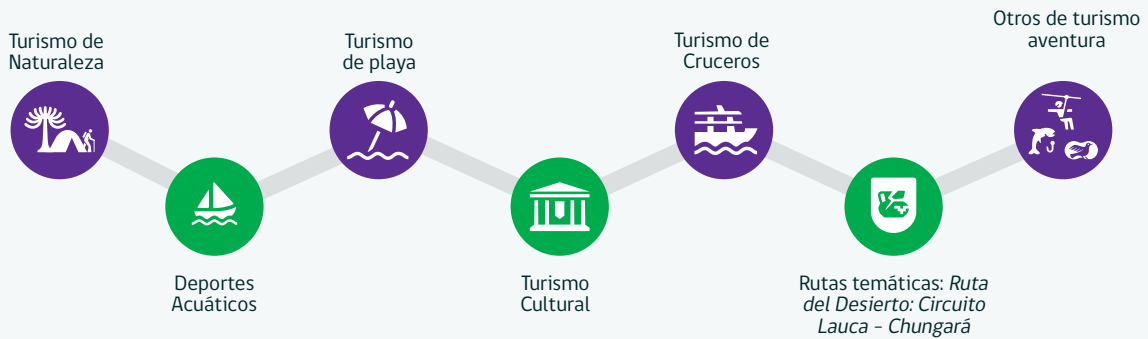 Turismo de
Naturaleza
Deportes
Acuáticos
Turismo
de playa
Turismo
Cultural
Turismo de
Cruceros
Rutas temáticas: Ruta
del Desierto: Circuito
Lauca – Chungará
Otros de turismo
aventura